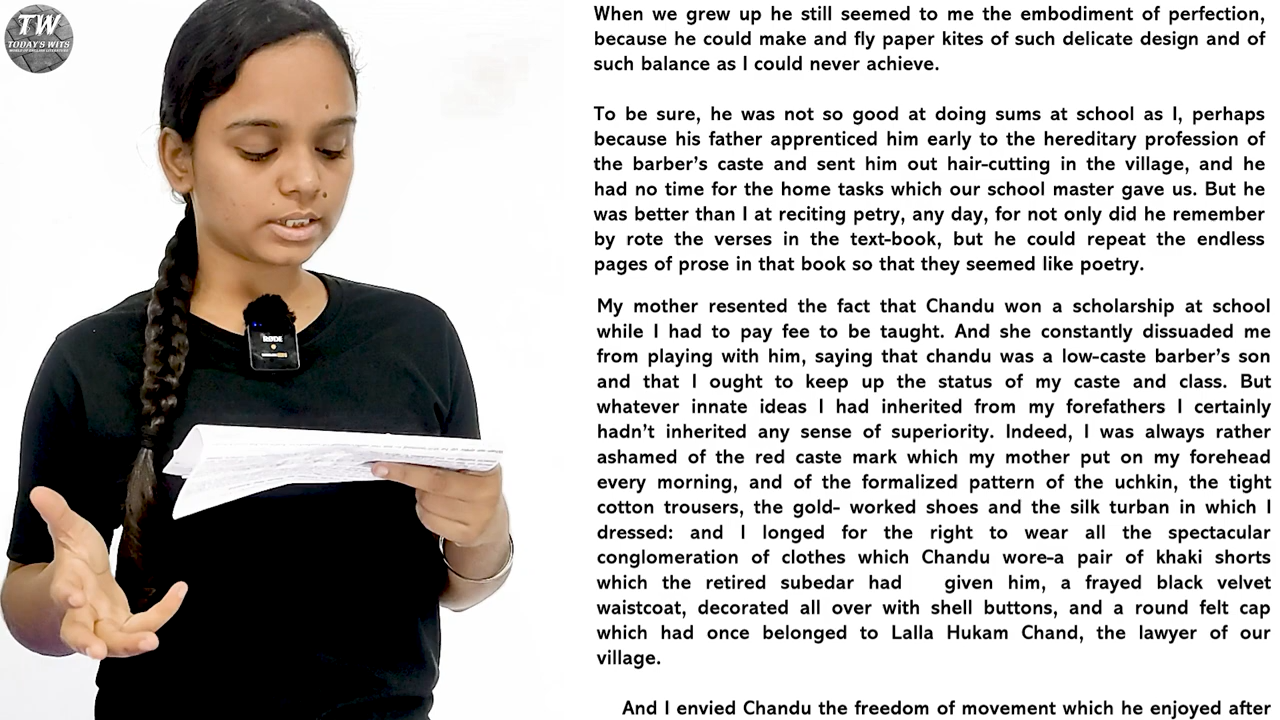 TW
TODAY'S WITS
RØDE
When we grew up he still seemed to me the embodiment of perfection,
because he could make and fly paper kites of such delicate design and of
such balance as I could never achieve.
To be sure, he was not so good at doing sums at school as I, perhaps
because his father apprenticed him early to the hereditary profession of
the barber's caste and sent him out hair-cutting in the village, and he
had no time for the home tasks which our school master gave us. But he
was better than I at reciting petry, any day, for not only did he remember
by rote the verses in the text-book, but he could repeat the endless
pages of prose in that book so that they seemed like poetry.
My mother resented the fact that Chandu won a scholarship at school
while I had to pay fee to be taught. And she constantly dissuaded me
from playing with him, saying that chandu was a low-caste barber's son
and that I ought to keep up the status of my caste and class. But
whatever innate ideas I had inherited from my forefathers I certainly
hadn't inherited any sense of superiority. Indeed, I was always rather
ashamed of the red caste mark which my mother put on my forehead
every morning, and of the formalized pattern of the uchkin, the tight
cotton trousers, the gold- worked shoes and the silk turban in which I
dressed: and I longed for the right to wear all the spectacular
conglomeration of clothes which Chandu wore-a pair of khaki shorts
which the retired subedar had given him, a frayed black velvet
waistcoat, decorated all over with shell buttons, and a round felt cap
which had once belonged to Lalla Hukam Chand, the lawyer of our
village.
And I envied Chandu the freedom of movement which he enjoyed after